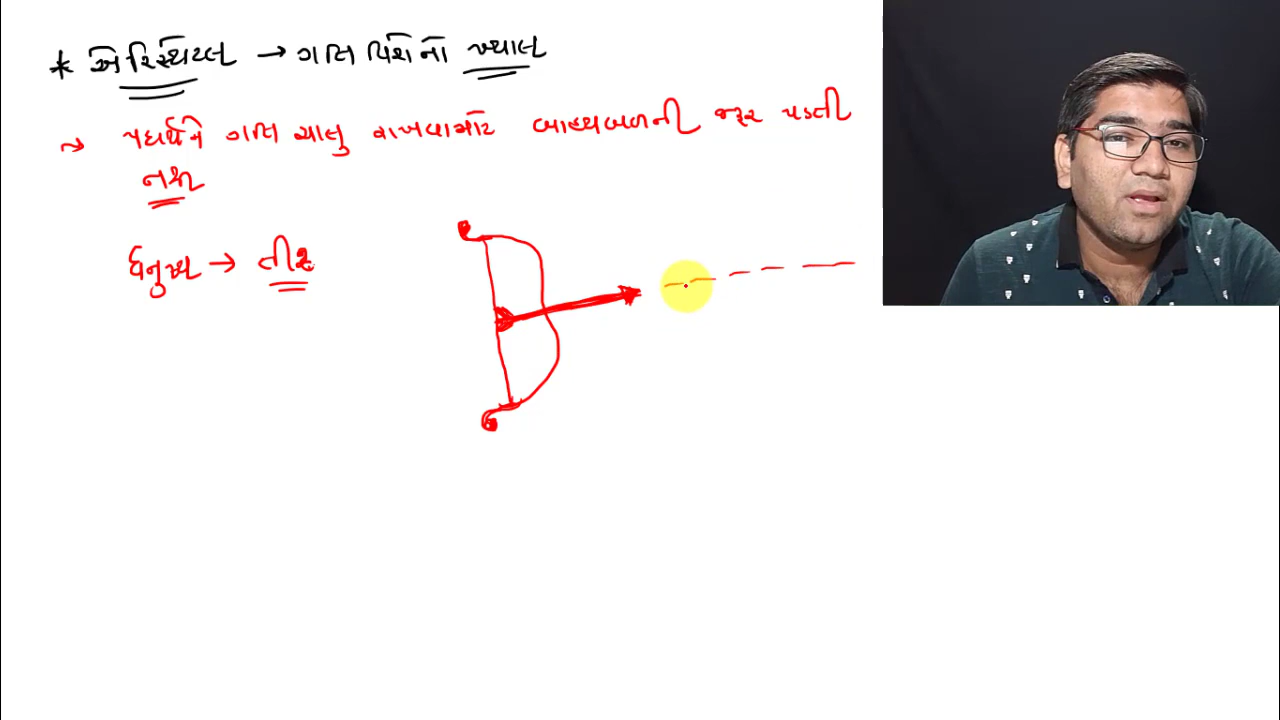 * એરિસ્ટોટલ → ગતિ વિશેનો ખ્યાલ
→ પદાર્થને ગતિ ચાલુ રાખવામાટે બાહ્યબળની જરૂર પડતી
નથી
ધનુષ્ય → તીર